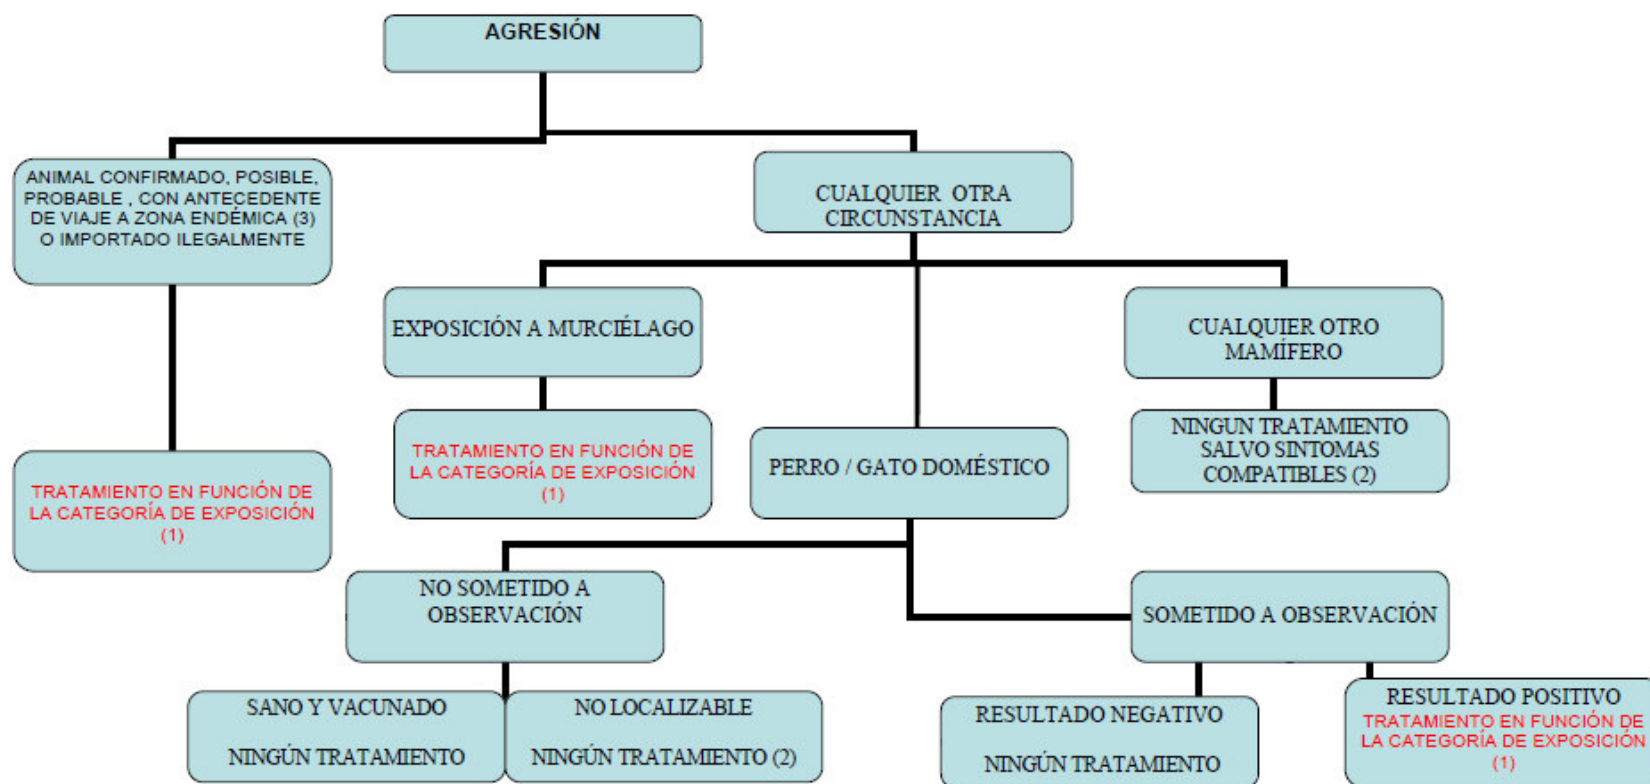 AGRESIÓN
ANIMAL CONFIRMADO, POSIBLE,
PROBABLE , CON ANTECEDENTE
DE VIAJE A ZONA ENDÉMICA (3)
O IMPORTADO ILEGALMENTE
CUALQUIER OTRA
CIRCUNSTANCIA
EXPOSICIÓN A MURCIÉLAGO
CUALQUIER OTRO
MAMÍFERO
TRATAMIENTO EN FUNCIÓN DE
LA CATEGORÍA DE EXPOSICIÓN
(1)
TRATAMIENTO EN FUNCIÓN DE
LA CATEGORÍA DE EXPOSICIÓN
(1)
PERRO / GATO DOMÉSTICO
NINGUN TRATAMIENTO
SALVO SINTOMAS
COMPATIBLES (2)
NO SOMETIDO A
OBSERVACIÓN
SOMETIDO A OBSERVACIÓN
SANO Y VACUNADO
NINGÚN TRATAMIENTO
NO LOCALIZABLE
NINGÚN TRATAMIENTO (2)
RESULTADO NEGATIVO
NINGÚN TRATAMIENTO
RESULTADO POSITIVO
TRATAMIENTO EN FUNCIÓN DE
LA CATEGORÍA DE EXPOSICIÓN
(1)